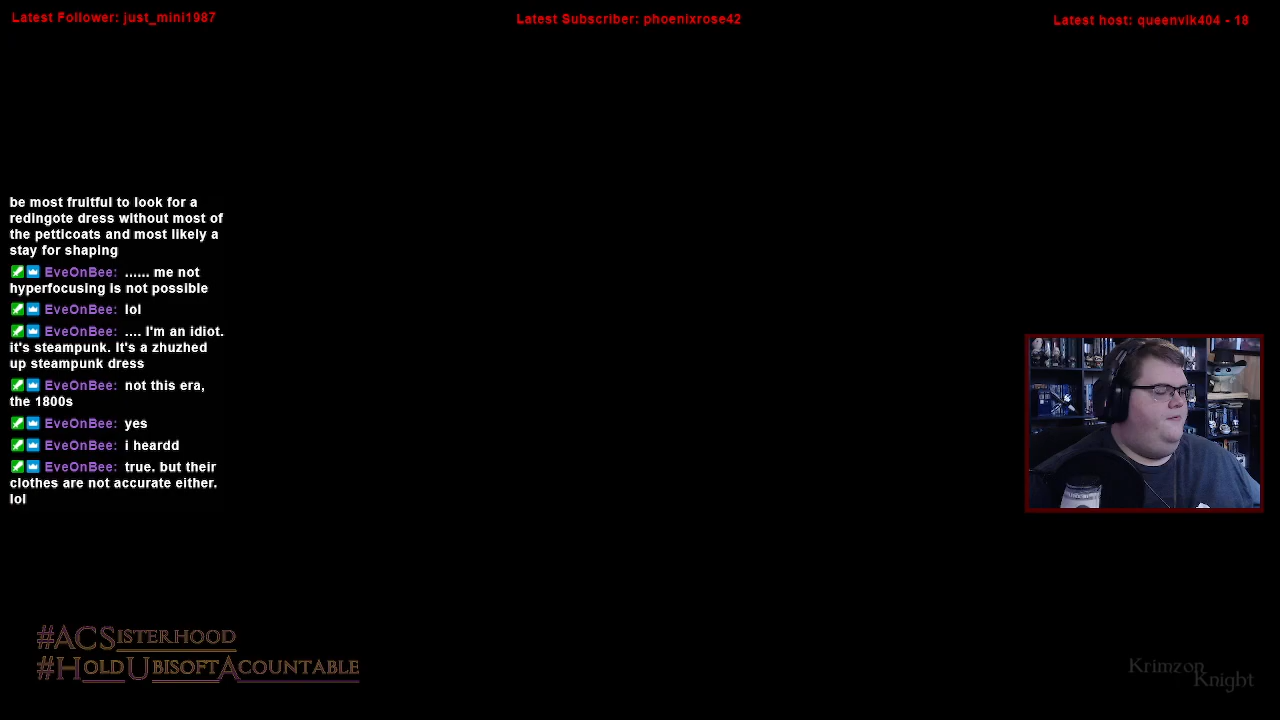 Latest Follower: just_mini1987
Latest Subscriber: phoenixrose42
Latest host: queenvik404 - 18
be most fruitful to look for a
redingote dress without most of
the petticoats and most likely a
stay for shaping
EveOnBee: ...... me not
hyperfocusing is not possible
EveOnBee: lol
EveOnBee: .... I'm an idiot.
it's steampunk. It's a zhuzhed
up steampunk dress
EveOnBee: not this era,
the 1800s
EveOnBee: yes
EveOnBee: i heardd
EveOnBee: true. but their
clothes are not accurate either.
lol
#ACSisterhood
#HoldUbisoftAcountable
Krimzon
Knight